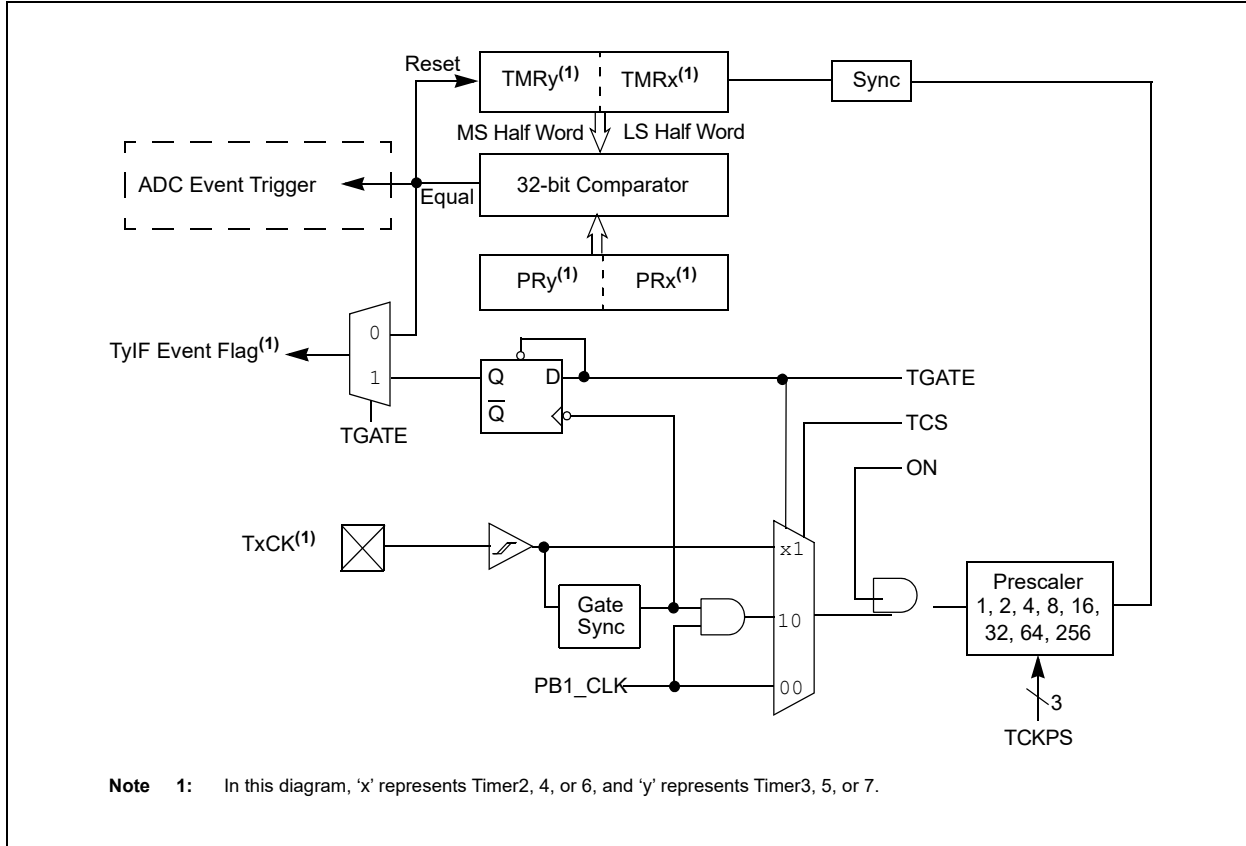 Reset
TMRy(1) TMRx(1)
Sync
MS Half Word LS Half Word
ADC Event Trigger
Equal
32-bit Comparator
PRy(1) PRx(1)
0
TyIF Event Flag(1)
1
Q D
Q
TGATE
TGATE
TCS
ON
TxCK(1)
x1
Gate
Sync
10
Prescaler
1, 2, 4, 8, 16,
32, 64, 256
PB1_CLK
00
3
TCKPS
Note 1: In this diagram, ‘x’ represents Timer2, 4, or 6, and ‘y’ represents Timer3, 5, or 7.